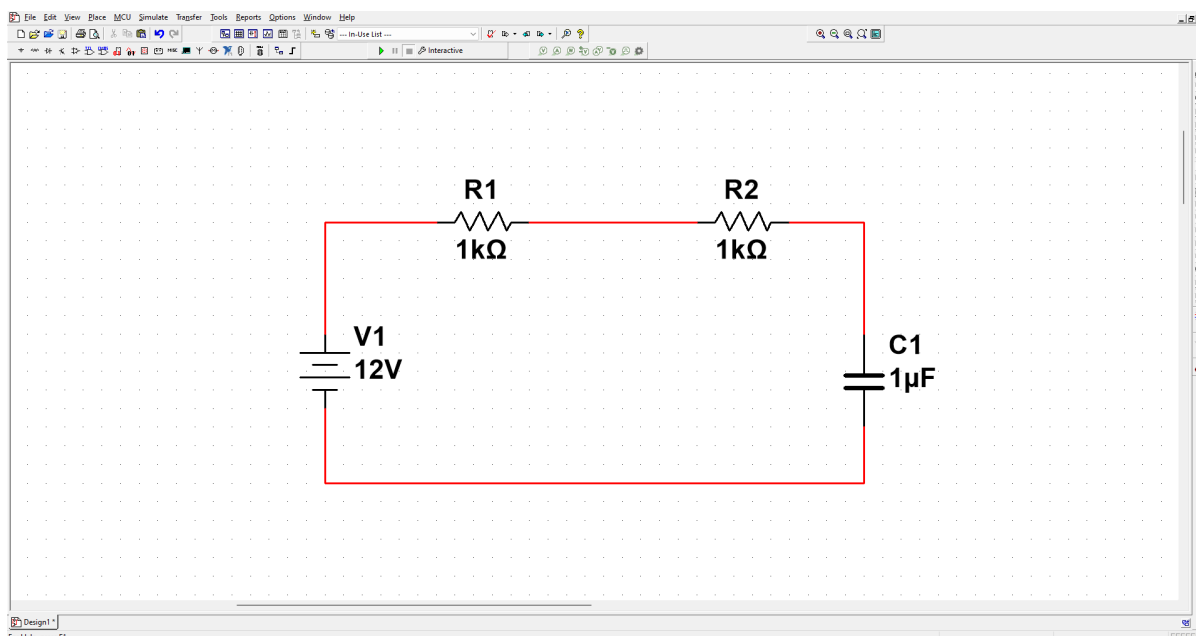 File Edit View Place MCU Simulate Transfer Tools Reports Options Window Help
--- In-Use List ---
MISC
Interactive
R1
R2
1kΩ
1kΩ
V1
12V
C1
1µF
Design1 *